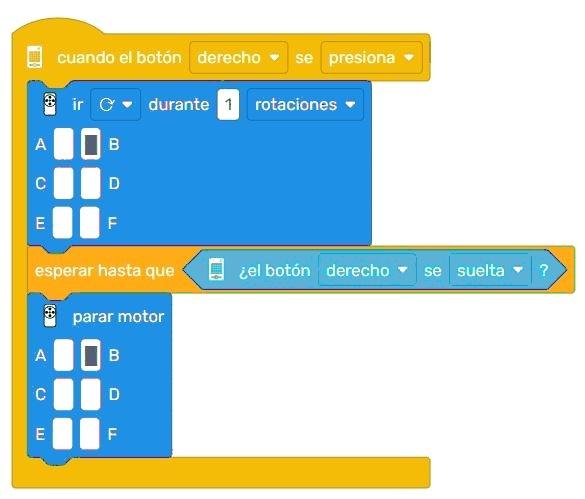 cuando el botón derecho se presiona
ir durante 1 rotaciones
A B
C D
E F
esperar hasta que ¿el botón derecho se suelta ?
parar motor
A B
C D
E F